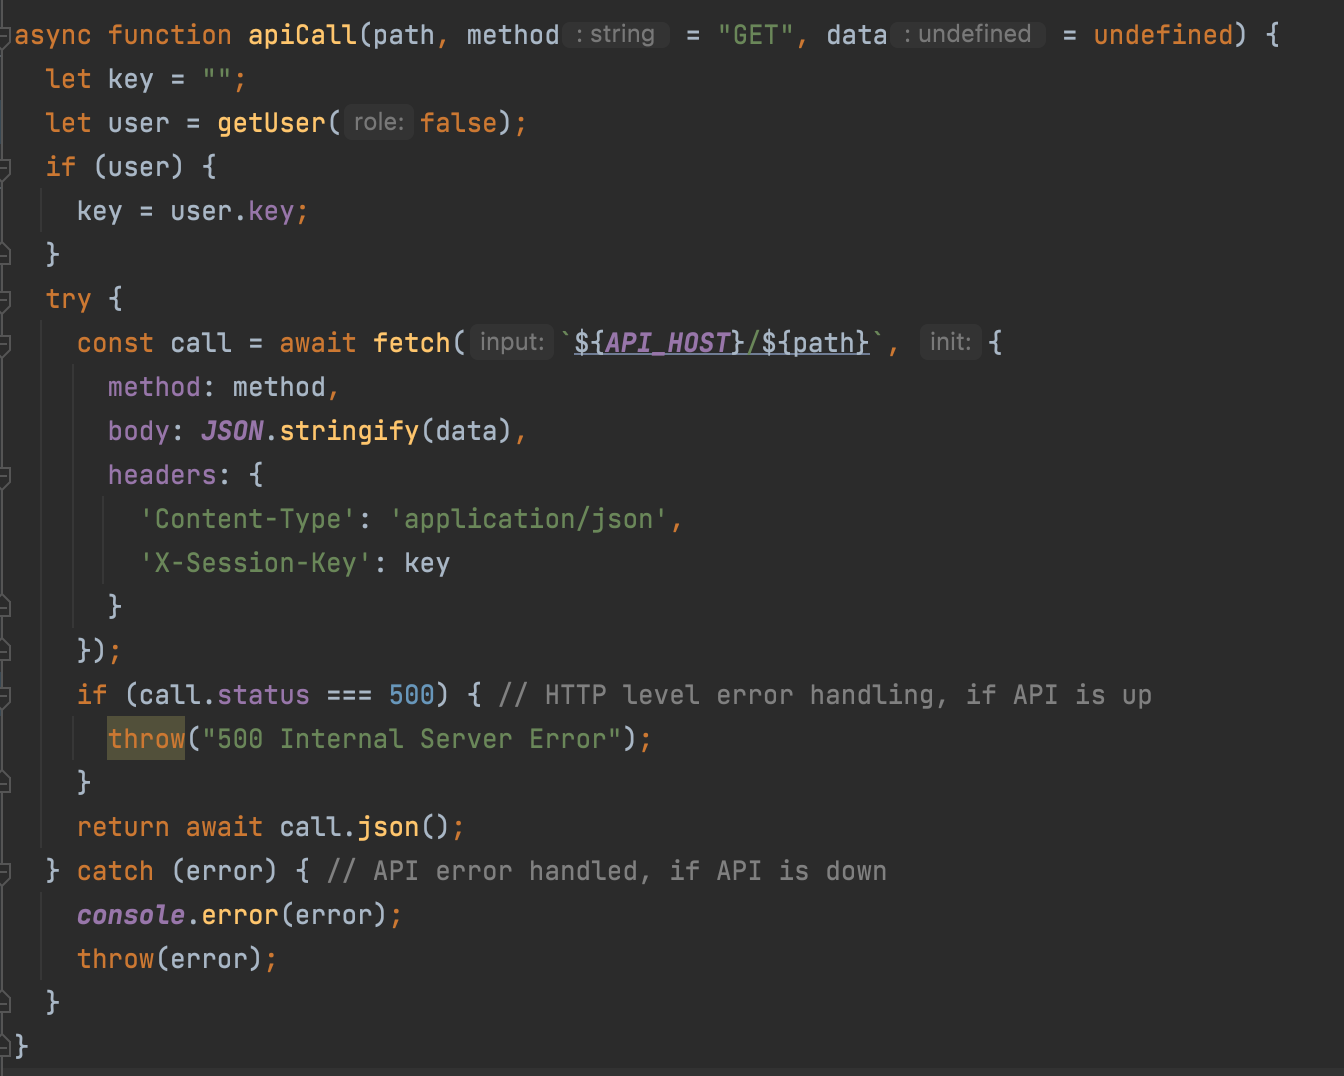 async function apiCall(path, method : string = "GET", data : undefined = undefined) {
let key = "";
let user = getUser( role: false);
if (user) {
key = user.key;
}
try {
const call = await fetch( input: `${API_HOST}/${path}`, init: {
method: method,
body: JSON.stringify(data),
headers: {
'Content-Type': 'application/json',
'X-Session-Key': key
}
});
if (call.status === 500) { // HTTP level error handling, if API is up
throw("500 Internal Server Error");
}
return await call.json();
} catch (error) { // API error handled, if API is down
console.error(error);
throw(error);
}
}